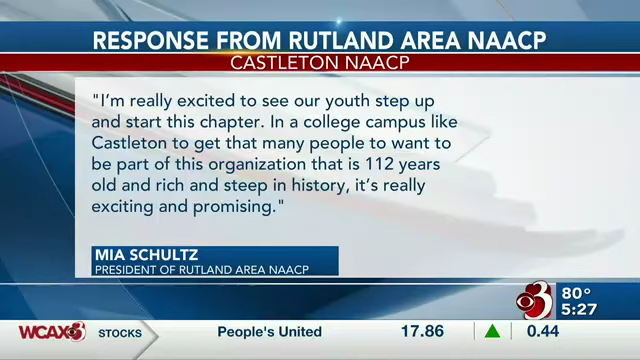 RESPONSE FROM RUTLAND AREA NAACP
CASTLETON NAACP
"I'm really excited to see our youth step up
and start this chapter. In a college campus like
Castleton to get that many people to want to
be part of this organization that is 112 years
old and rich and steep in history, it's really
exciting and promising."
MIA SCHULTZ
PRESIDENT OF RUTLAND AREA NAACP
3 80°
5:27
WCAX3 STOCKS People's United 17.86 ▲ 0.44